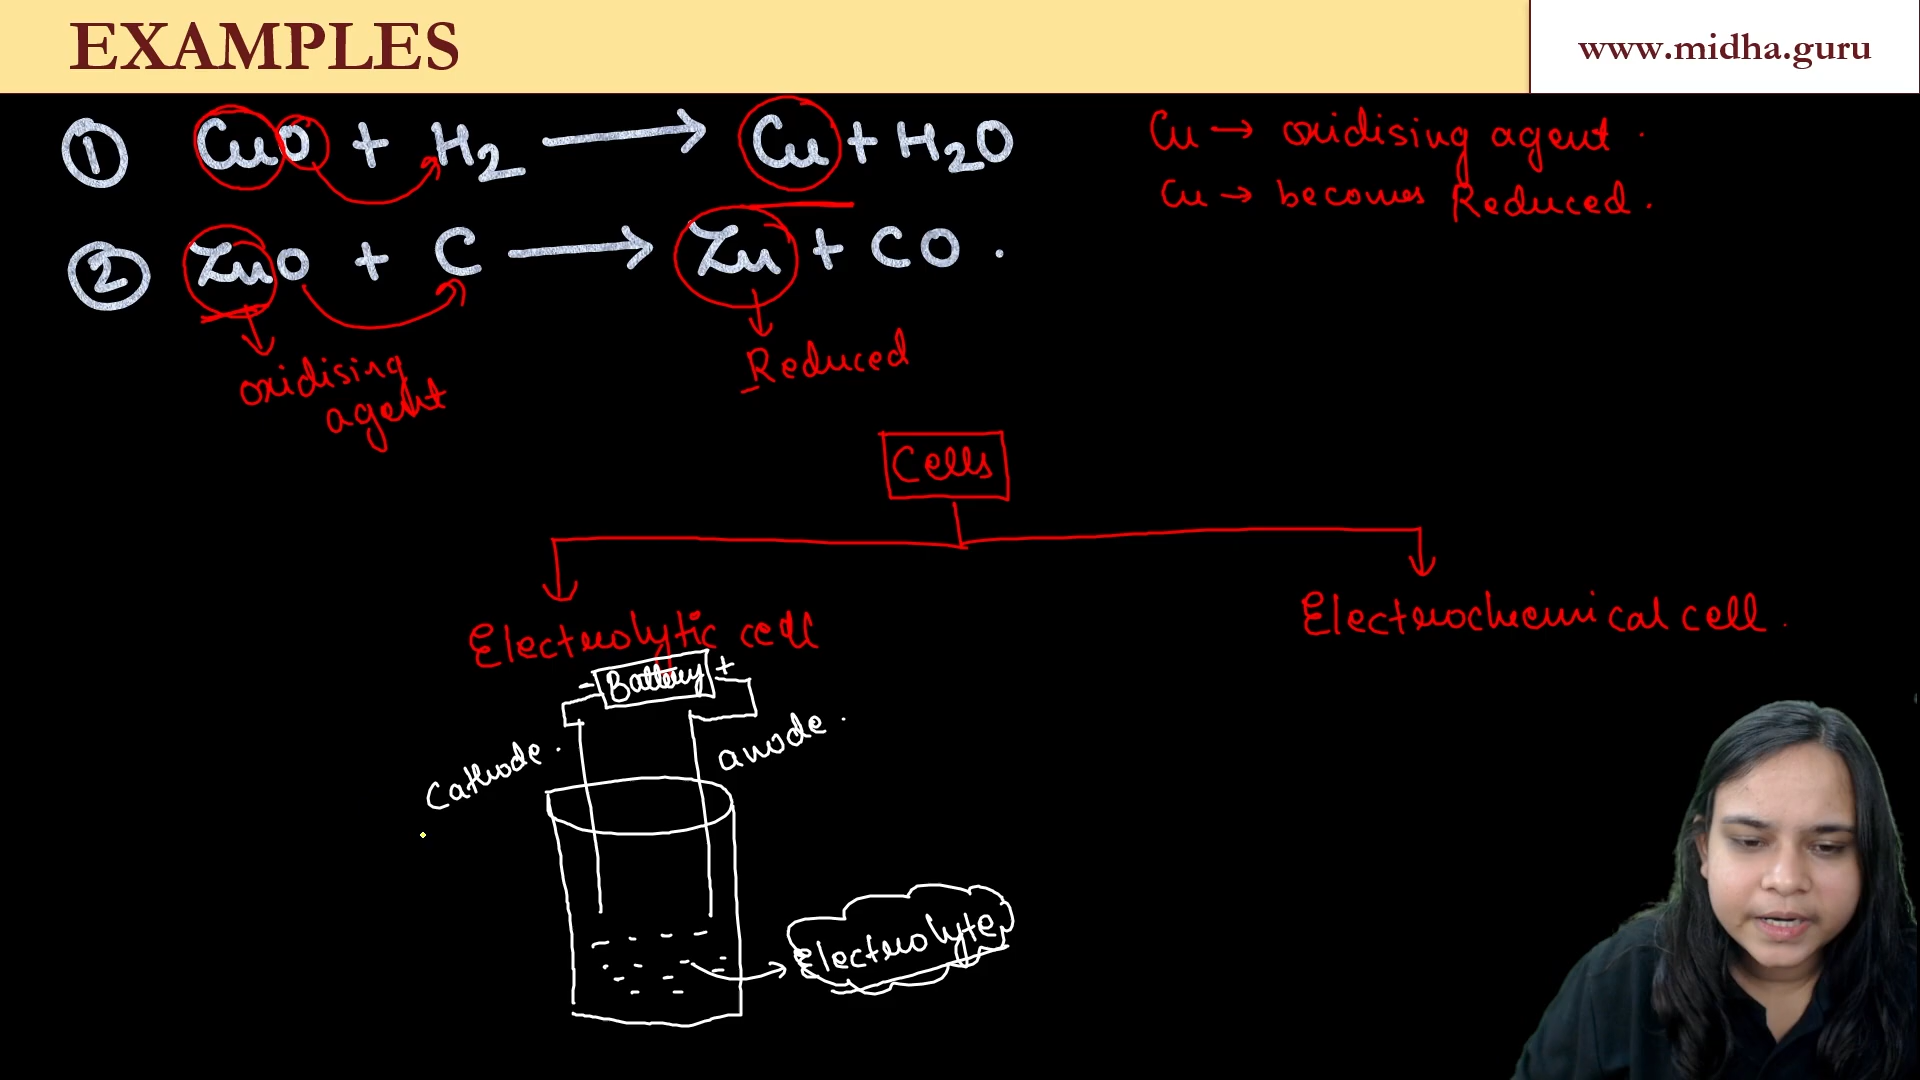 EXAMPLES
www.midha.guru
① CuO + H₂ → Cu + H₂O
Cu → oxidising agent.
Cu → becomes Reduced.
② ZnO + C → Zn + CO.
oxidising
agent
Reduced
Cells
Electrolytic cell
Electrochemical cell.
- Battery +
Cathode.
anode.
Electrolyte